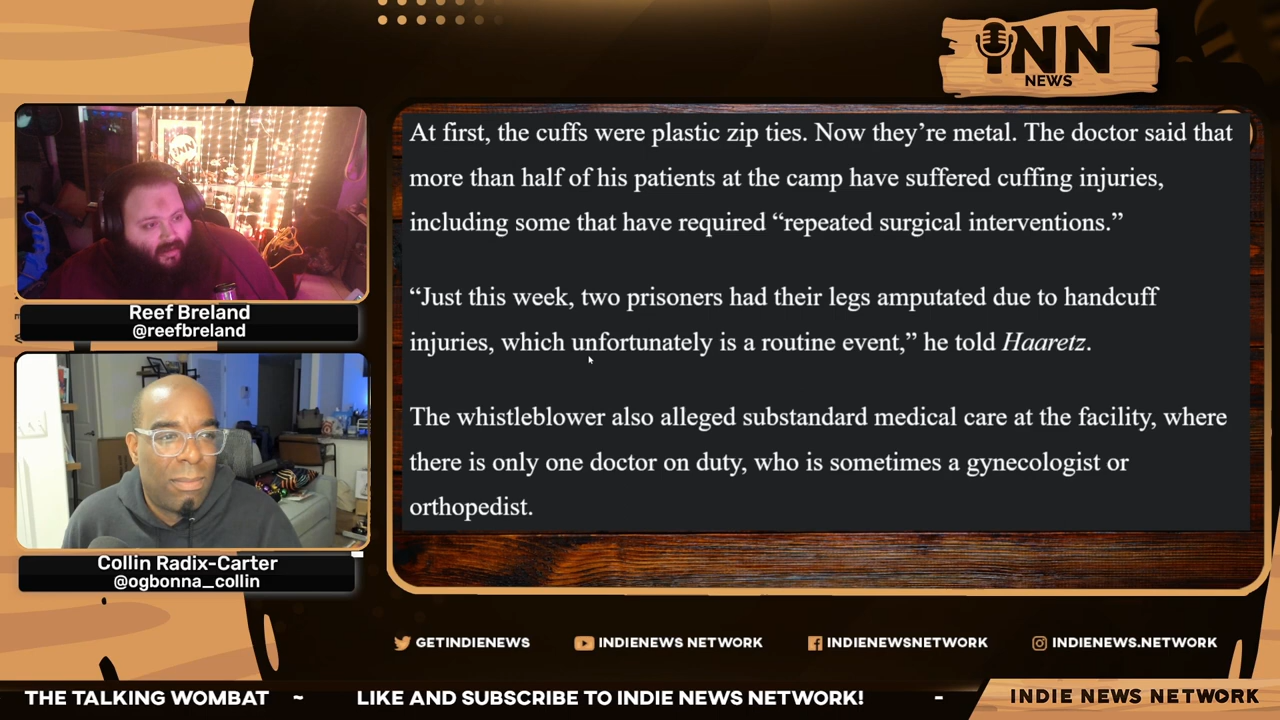 iNN
NEWS
At first, the cuffs were plastic zip ties. Now they’re metal. The doctor said that
more than half of his patients at the camp have suffered cuffing injuries,
including some that have required “repeated surgical interventions.”
“Just this week, two prisoners had their legs amputated due to handcuff
injuries, which unfortunately is a routine event,” he told Haaretz.
The whistleblower also alleged substandard medical care at the facility, where
there is only one doctor on duty, who is sometimes a gynecologist or
orthopedist.
Reef Breland
@reefbreland
Collin Radix-Carter
@ogbonna_collin
GETINDIENEWS
INDIENEWS NETWORK
INDIENEWSNETWORK
INDIENEWS.NETWORK
THE TALKING WOMBAT ~ LIKE AND SUBSCRIBE TO INDIE NEWS NETWORK! -
INDIE NEWS NETWORK